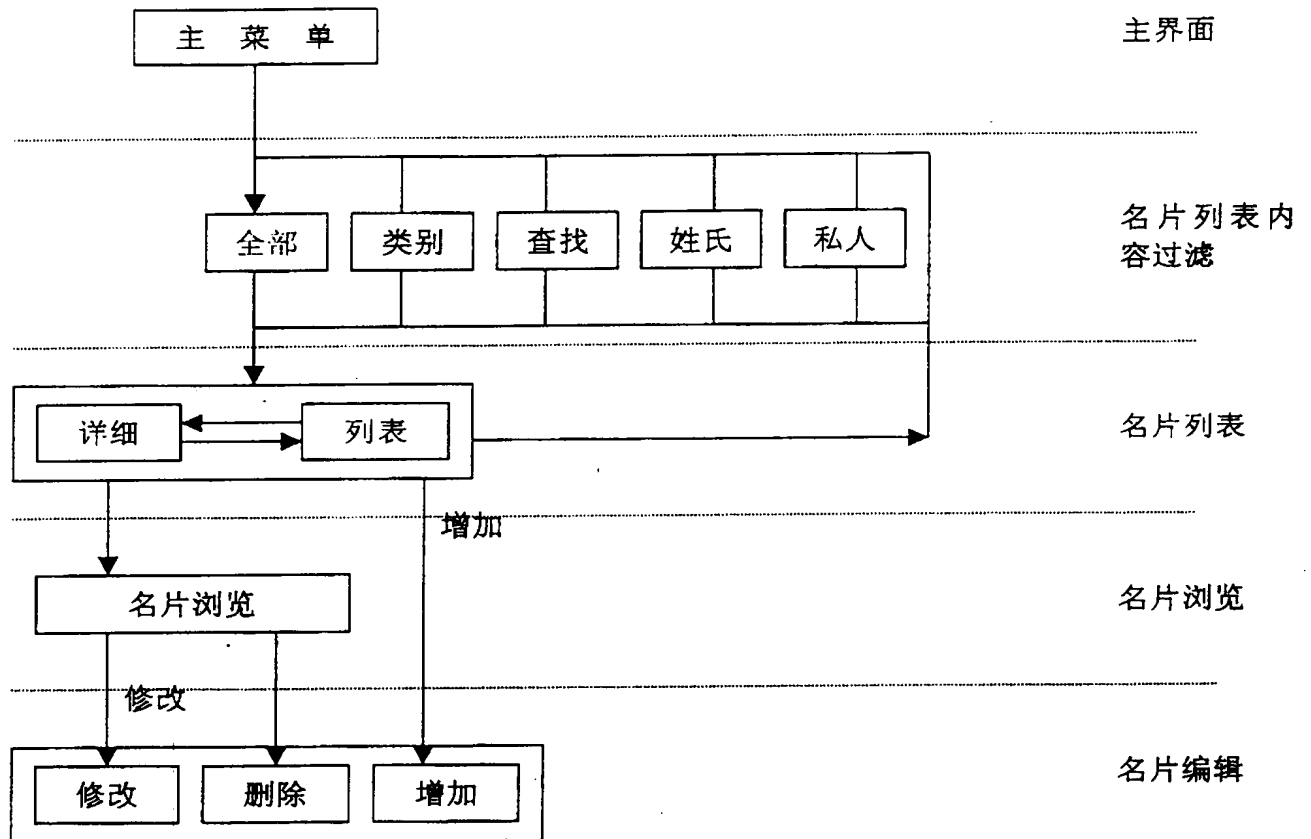 主 菜 单
主界面
全部
类别
查找
姓氏
私人
名片列表内
容过滤
详细
列表
名片列表
增加
名片浏览
名片浏览
修改
修改
删除
增加
名片编辑